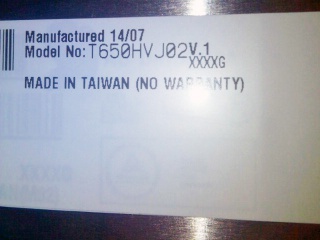 Manufactured 14/07
Model No: T650HVJ02V.1
XXXXG
MADE IN TAIWAN (NO WARRANTY)